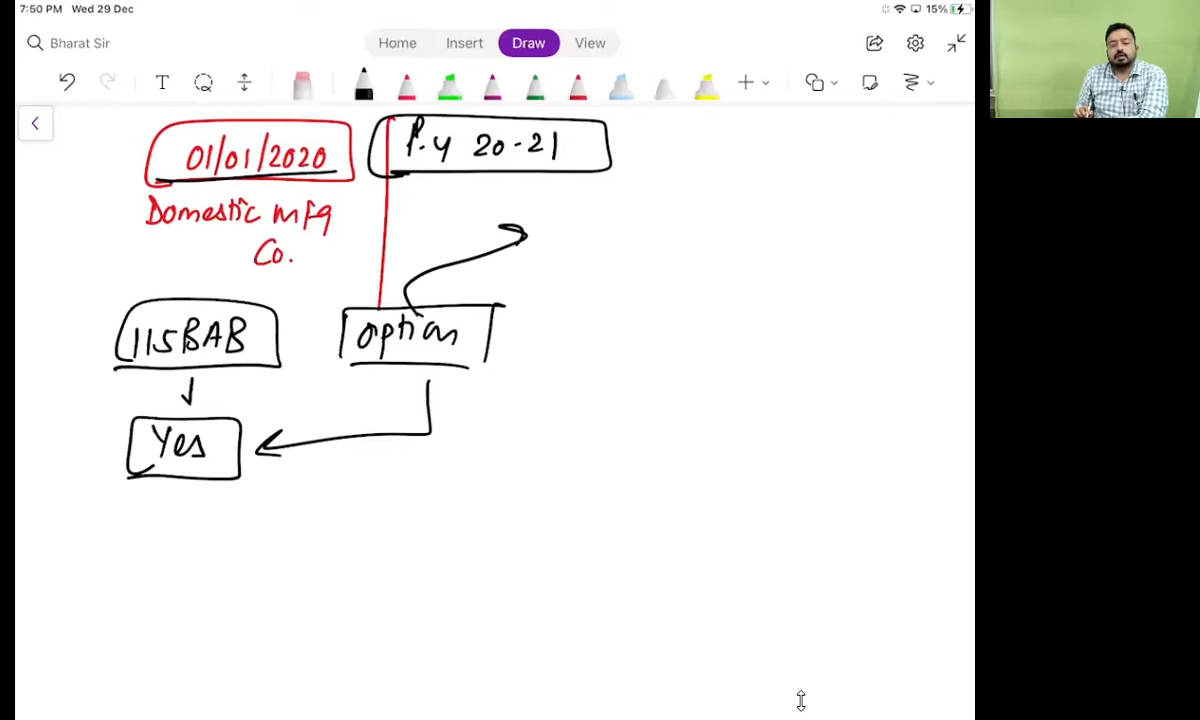 7:50 PM Wed 29 Dec
15%
Bharat Sir
Home Insert Draw View
T
01/01/2020
P.Y 20-21
Domestic mfg
Co.
115BAB
option
Yes